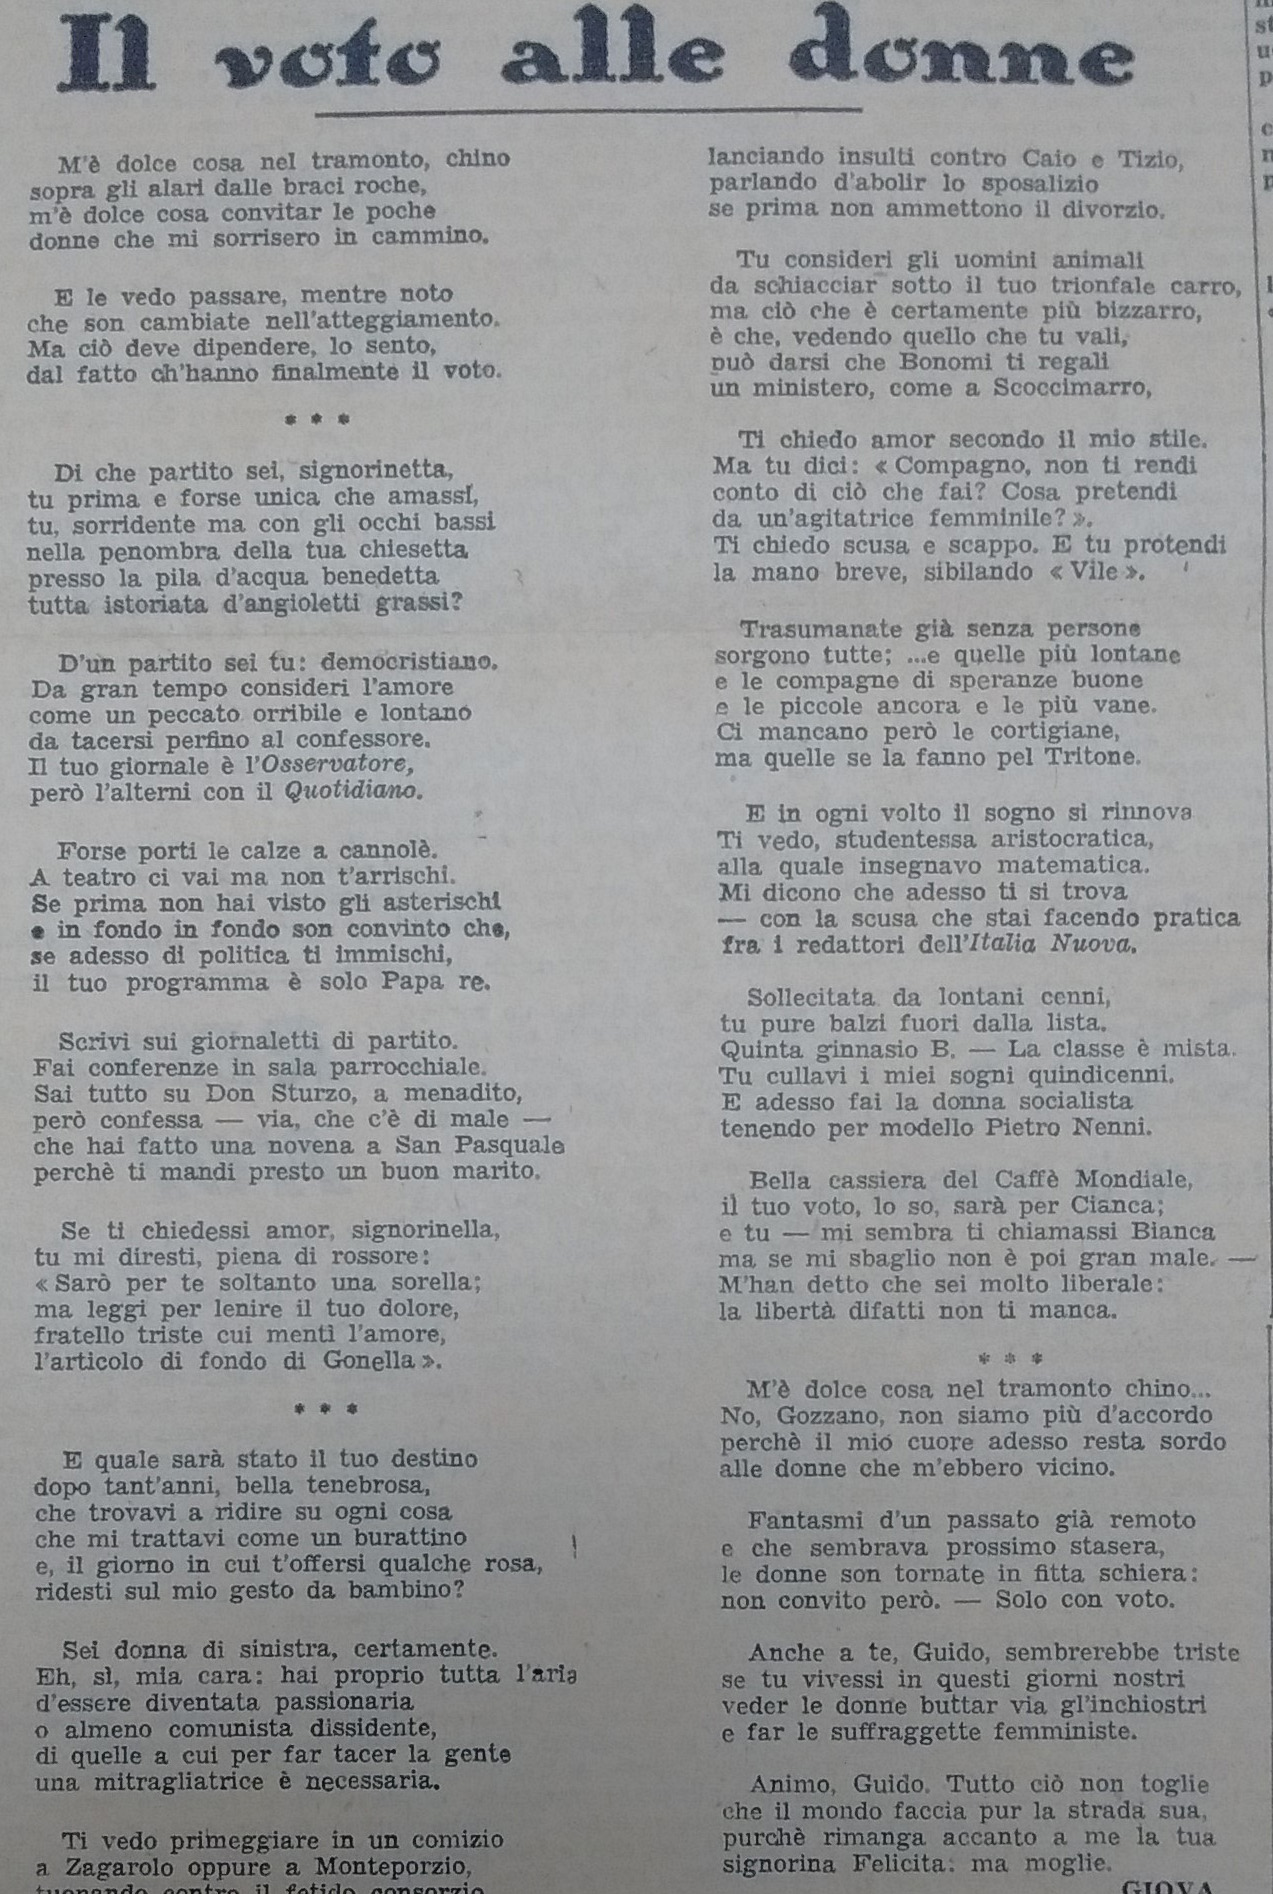 Il voto alle donne
M'è dolce cosa nel tramonto, chino
sopra gli alari dalle braci roche,
m'è dolce cosa convitar le poche
donne che mi sorrisero in cammino.
E le vedo passare, mentre noto
che son cambiate nell'atteggiamento.
Ma ciò deve dipendere, lo sento,
dal fatto ch'hanno finalmente il voto.
* * *
Di che partito sei, signorinetta,
tu prima e forse unica che amassi,
tu, sorridente ma con gli occhi bassi
nella penombra della tua chiesetta
presso la pila d'acqua benedetta
tutta istoriata d'angioletti grassi?
D'un partito sei tu: democristiano.
Da gran tempo consideri l'amore
come un peccato orribile e lontano
da tacersi perfino al confessore.
Il tuo giornale è l'Osservatore,
però l'alterni con il Quotidiano.
Forse porti le calze a cannolè.
A teatro ci vai ma non t'arrischi.
Se prima non hai visto gli asterischi
e in fondo in fondo son convinto che,
se adesso di politica ti immischi,
il tuo programma è solo Papa re.
Scrivi sui giornaletti di partito.
Fai conferenze in sala parrocchiale.
Sai tutto su Don Sturzo, a menadito,
però confessa — via, che c'è di male —
che hai fatto una novena a San Pasquale
perchè ti mandi presto un buon marito.
Se ti chiedessi amor, signorinella,
tu mi diresti, piena di rossore:
« Sarò per te soltanto una sorella;
ma leggi per lenire il tuo dolore,
fratello triste cui mentì l'amore,
l'articolo di fondo di Gonella ».
* * *
E quale sarà stato il tuo destino
dopo tant'anni, bella tenebrosa,
che trovavi a ridire su ogni cosa
che mi trattavi come un burattino
e, il giorno in cui t'offersi qualche rosa,
ridesti sul mio gesto da bambino?
Sei donna di sinistra, certamente.
Eh, sì, mia cara: hai proprio tutta l'aria
d'essere diventata passionaria
o almeno comunista dissidente,
di quelle a cui per far tacer la gente
una mitragliatrice è necessaria.
Ti vedo primeggiare in un comizio
a Zagarolo oppure a Monteporzio,
tuonando contro il fetido consorzio
lanciando insulti contro Caio e Tizio,
parlando d'abolir lo sposalizio
se prima non ammettono il divorzio.
Tu consideri gli uomini animali
da schiacciar sotto il tuo trionfale carro,
ma ciò che è certamente più bizzarro,
è che, vedendo quello che tu vali,
può darsi che Bonomi ti regali
un ministero, come a Scoccimarro,
Ti chiedo amor secondo il mio stile.
Ma tu dici: « Compagno, non ti rendi
conto di ciò che fai? Cosa pretendi
da un'agitatrice femminile? ».
Ti chiedo scusa e scappo. E tu protendi
la mano breve, sibilando « Vile ».
Trasumanate già senza persone
sorgono tutte; ...e quelle più lontane
e le compagne di speranze buone
e le piccole ancora e le più vane.
Ci mancano però le cortigiane,
ma quelle se la fanno pel Tritone.
E in ogni volto il sogno si rinnova
Ti vedo, studentessa aristocratica,
alla quale insegnavo matematica.
Mi dicono che adesso ti si trova
— con la scusa che stai facendo pratica
fra i redattori dell'Italia Nuova.
Sollecitata da lontani cenni,
tu pure balzi fuori dalla lista.
Quinta ginnasio B. — La classe è mista.
Tu cullavi i miei sogni quindicenni.
E adesso fai la donna socialista
tenendo per modello Pietro Nenni.
Bella cassiera del Caffè Mondiale,
il tuo voto, lo so, sarà per Cianca;
e tu — mi sembra ti chiamassi Bianca
ma se mi sbaglio non è poi gran male. —
M'han detto che sei molto liberale:
la libertà difatti non ti manca.
* * *
M'è dolce cosa nel tramonto chino...
No, Gozzano, non siamo più d'accordo
perchè il mio cuore adesso resta sordo
alle donne che m'ebbero vicino.
Fantasmi d'un passato già remoto
e che sembrava prossimo stasera,
le donne son tornate in fitta schiera:
non convito però. — Solo con voto.
Anche a te, Guido, sembrerebbe triste
se tu vivessi in questi giorni nostri
veder le donne buttar via gl'inchiostri
e far le suffraggette femministe.
Animo, Guido. Tutto ciò non toglie
che il mondo faccia pur la strada sua,
purchè rimanga accanto a me la tua
signorina Felicita: ma moglie.
GIOVA